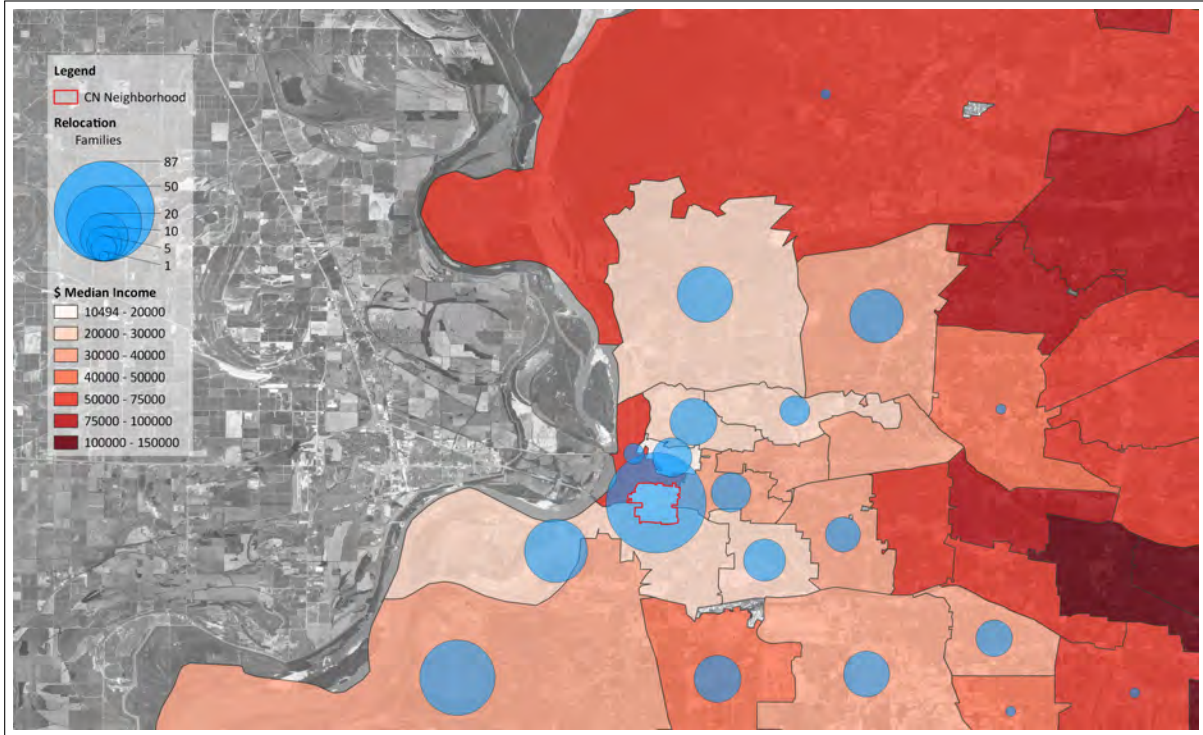 Legend
CN Neighborhood
Relocation
Families
87
50
20
10
5
1
$ Median Income
10494 - 20000
20000 - 30000
30000 - 40000
40000 - 50000
50000 - 75000
75000 - 100000
100000 - 150000